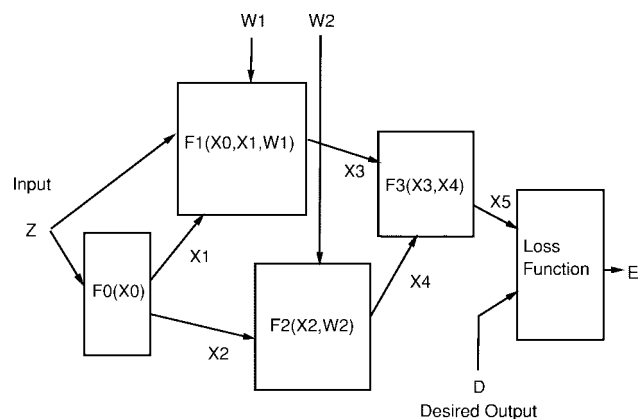 W1
W2
F1(X0,X1,W1)
X3
F3(X3,X4)
Input
X5
Z
Loss
Function
X1
E
F0(X0)
X4
F2(X2,W2)
X2
D
Desired Output